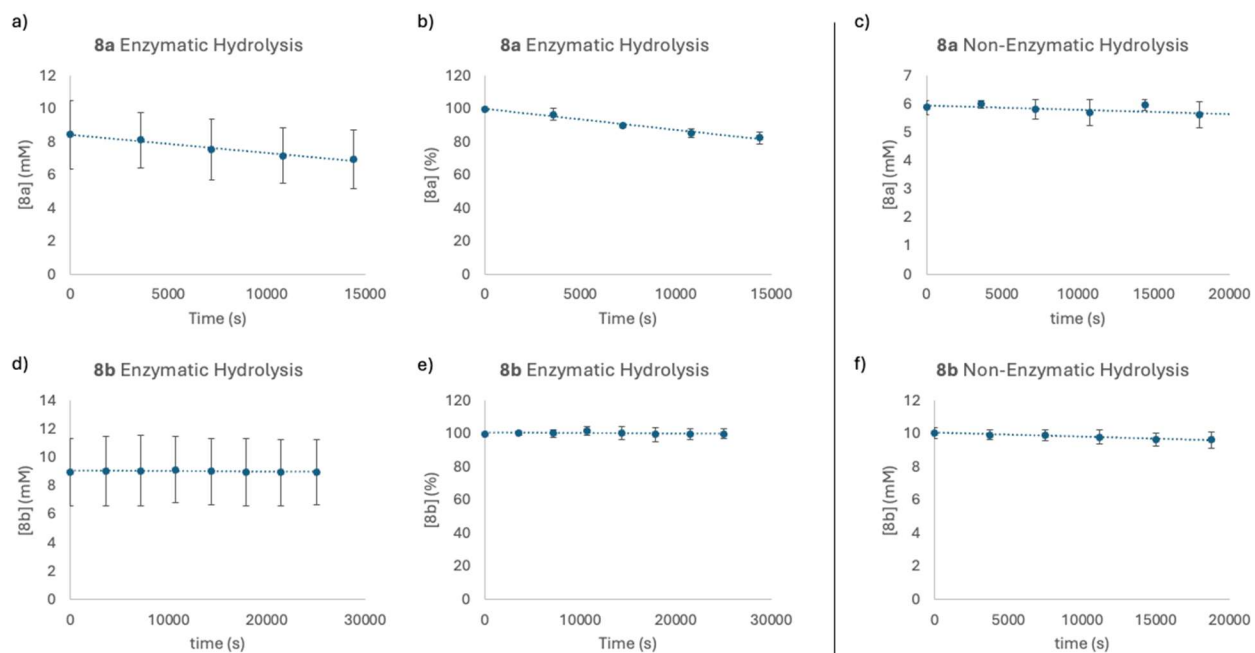 a)
8a Enzymatic Hydrolysis
[8a] (mM)
12
10
8
6
4
2
0
0 5000 10000 15000
Time (s)
b)
8a Enzymatic Hydrolysis
[8a] (%)
120
100
80
60
40
20
0
0 5000 10000 15000
Time (s)
c)
8a Non-Enzymatic Hydrolysis
[8a] (mM)
7
6
5
4
3
2
1
0
0 5000 10000 15000 20000
time (s)
d)
8b Enzymatic Hydrolysis
[8b] (mM)
14
12
10
8
6
4
2
0
0 10000 20000 30000
time (s)
e)
8b Enzymatic Hydrolysis
[8b] (%)
120
100
80
60
40
20
0
0 10000 20000 30000
Time (s)
f)
8b Non-Enzymatic Hydrolysis
[8b] (mM)
12
10
8
6
4
2
0
0 5000 10000 15000 20000
time (s)